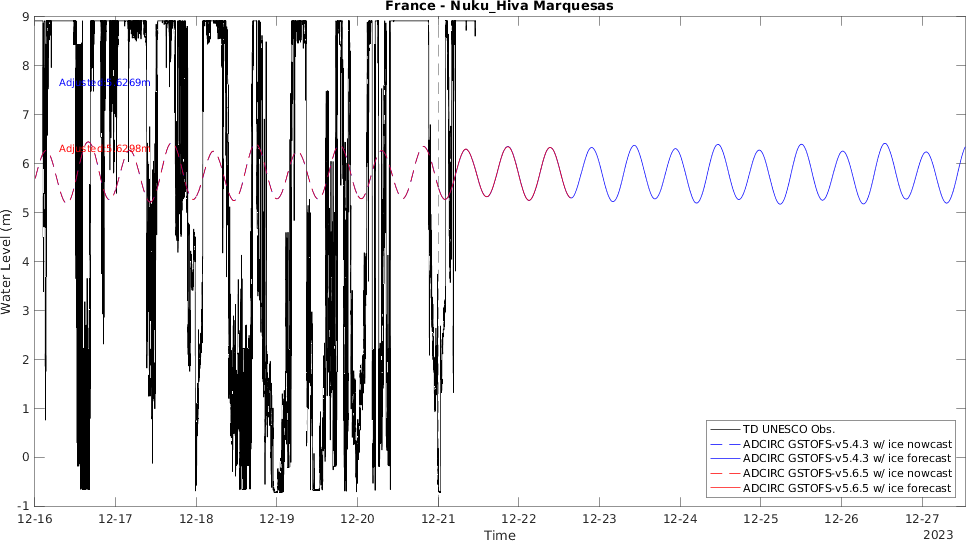 France - Nuku_Hiva Marquesas
9
8
7
6
5
4
3
2
1
0
-1
Water Level (m)
Adjusted 5.6269m
Adjusted 5.6298m
TD UNESCO Obs.
ADCIRC GSTOFS-v5.4.3 w/ ice nowcast
ADCIRC GSTOFS-v5.4.3 w/ ice forecast
ADCIRC GSTOFS-v5.6.5 w/ ice nowcast
ADCIRC GSTOFS-v5.6.5 w/ ice forecast
12-16 12-17 12-18 12-19 12-20 12-21 12-22 12-23 12-24 12-25 12-26 12-27
Time
2023